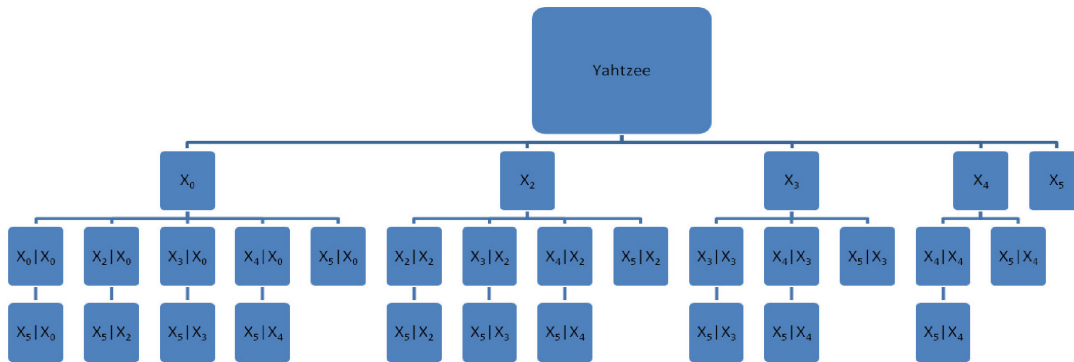 Yahtzee
X₀ X₂ X₃ X₄ X₅
X₀|X₀ X₂|X₀ X₃|X₀ X₄|X₀ X₅|X₀ X₂|X₂ X₃|X₂ X₄|X₂ X₅|X₂ X₃|X₃ X₄|X₃ X₅|X₃ X₄|X₄ X₅|X₄
X₅|X₀ X₅|X₂ X₅|X₃ X₅|X₄ X₅|X₂ X₅|X₃ X₅|X₄ X₅|X₃ X₅|X₄ X₅|X₄